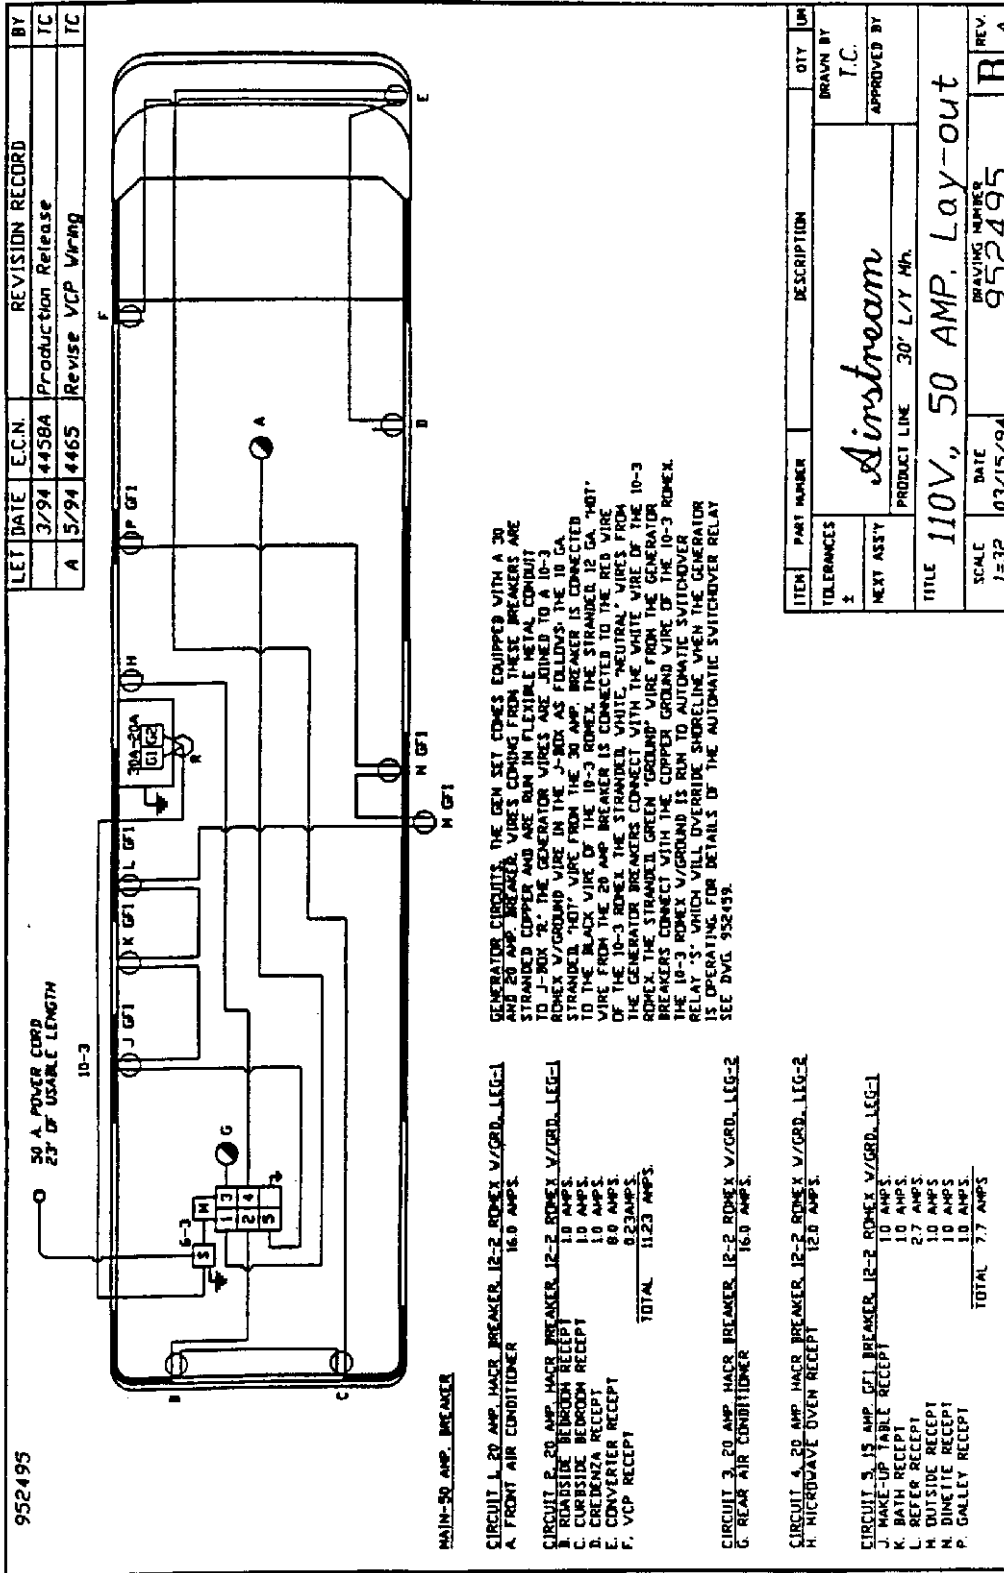 952495
LET DATE E.C.N. REVISION RECORD BY
3/94 4458A Production Release TC
A 5/94 4465 Revise VCP Wiring TC
50 A. POWER CORD
23' OF USABLE LENGTH
10-3
J GFI
K GFI
L GFI
30A-20A
G1 G2
R
H
P GFI
F
6-3
S
M
1 3
2 4
5
G
A
B
C
M GFI
N GFI
D
E
MAIN-50 AMP. BREAKER
CIRCUIT 1, 20 AMP. HACR BREAKER, 12-2 ROMEX W/GRD. LEG-1
A. FRONT AIR CONDITIONER 16.0 AMPS.
CIRCUIT 2, 20 AMP. HACR BREAKER, 12-2 ROMEX W/GRD. LEG-1
B. ROADSIDE BEDROOM RECEPT 1.0 AMPS.
C. CURBSIDE BEDROOM RECEPT 1.0 AMPS.
D. CREDENZA RECEPT 1.0 AMPS.
E. CONVERTER RECEPT 8.0 AMPS.
F. VCP RECEPT 0.23AMPS.
TOTAL 11.23 AMPS.
CIRCUIT 3, 20 AMP HACR BREAKER, 12-2 ROMEX W/GRD. LEG-2
G. REAR AIR CONDITIONER 16.0 AMPS.
CIRCUIT 4, 20 AMP. HACR BREAKER, 12-2 ROMEX W/GRD. LEG-2
H. MICROWAVE OVEN RECEPT 12.0 AMPS.
CIRCUIT 5, 15 AMP. GFI BREAKER, 12-2 ROMEX W/GRD. LEG-1
J. MAKE-UP TABLE RECEPT 1.0 AMPS.
K. BATH RECEPT 1.0 AMPS.
L. REFER RECEPT 2.7 AMPS.
M. OUTSIDE RECEPT 1.0 AMPS
N. DINETTE RECEPT 1.0 AMPS
P. GALLEY RECEPT 1.0 AMPS.
TOTAL 7.7 AMPS
GENERATOR CIRCUITS, THE GEN SET COMES EQUIPPED WITH A 30
AND 20 AMP. BREAKER, WIRES COMING FROM THESE BREAKERS ARE
STRANDED COPPER AND ARE RUN IN FLEXIBLE METAL CONDUIT
TO J-BOX "R." THE GENERATOR WIRES ARE JOINED TO A 10-3
ROMEX W/GROUND WIRE IN THE J-BOX AS FOLLOWS: THE 10 GA.
STRANDED, "HOT" WIRE FROM THE 30 AMP. BREAKER IS CONNECTED
TO THE BLACK WIRE OF THE 10-3 ROMEX. THE STRANDED, 12 GA. "HOT"
WIRE FROM THE 20 AMP BREAKER IS CONNECTED TO THE RED WIRE
OF THE 10-3 ROMEX. THE STRANDED, WHITE, "NEUTRAL" WIRES FROM
THE GENERATOR BREAKERS CONNECT WITH THE WHITE WIRE OF THE 10-3
ROMEX. THE STRANDED, GREEN "GROUND" WIRE FROM THE GENERATOR
BREAKERS CONNECT WITH THE COPPER GROUND WIRE OF THE 10-3 ROMEX.
THE 10-3 ROMEX W/GROUND IS RUN TO AUTOMATIC SWITCHOVER
RELAY "S" WHICH WILL OVERRIDE SHORELINE WHEN THE GENERATOR
IS OPERATING. FOR DETAILS OF THE AUTOMATIC SWITCHOVER RELAY
SEE DWG. 952459.
ITEM PART NUMBER DESCRIPTION QTY UM
TOLERANCES
±
NEXT ASS'Y
Airstream
PRODUCT LINE 30' L/Y Mh.
DRAWN BY
T.C.
APPROVED BY
TITLE 110V., 50 AMP. Lay-out
SCALE
1=32
DATE
03/15/94
DRAWING NUMBER
952495
B
REV.
A